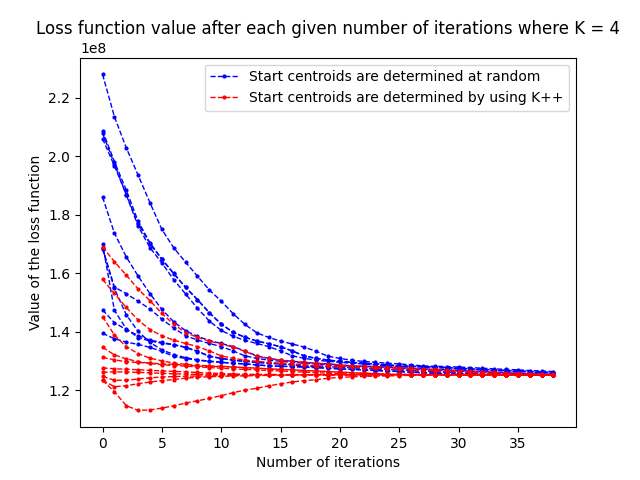 Loss function value after each given number of iterations where K = 4
1e8
Start centroids are determined at random
Start centroids are determined by using K++
2.2
2.0
1.8
1.6
1.4
1.2
Value of the loss function
0 5 10 15 20 25 30 35
Number of iterations